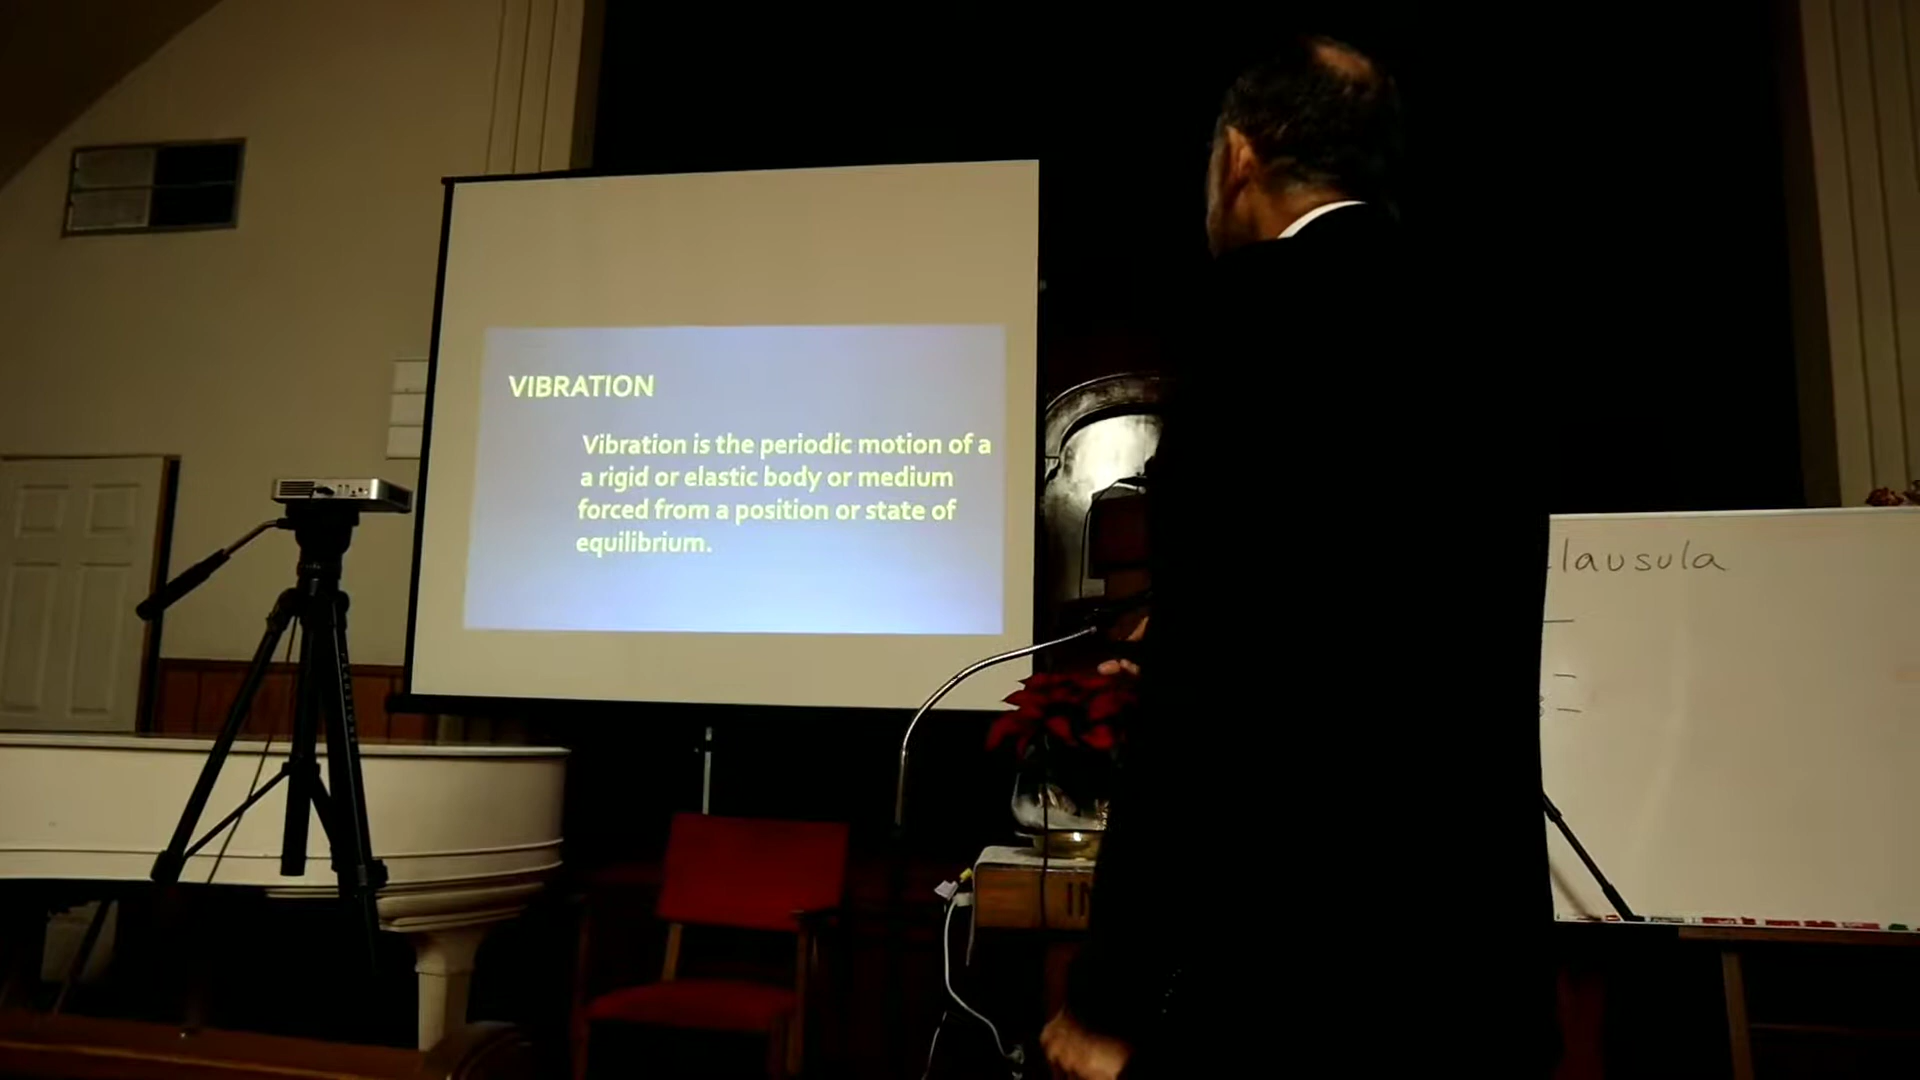 VIBRATION
Vibration is the periodic motion of a
a rigid or elastic body or medium
forced from a position or state of
equilibrium.
lausula
IN